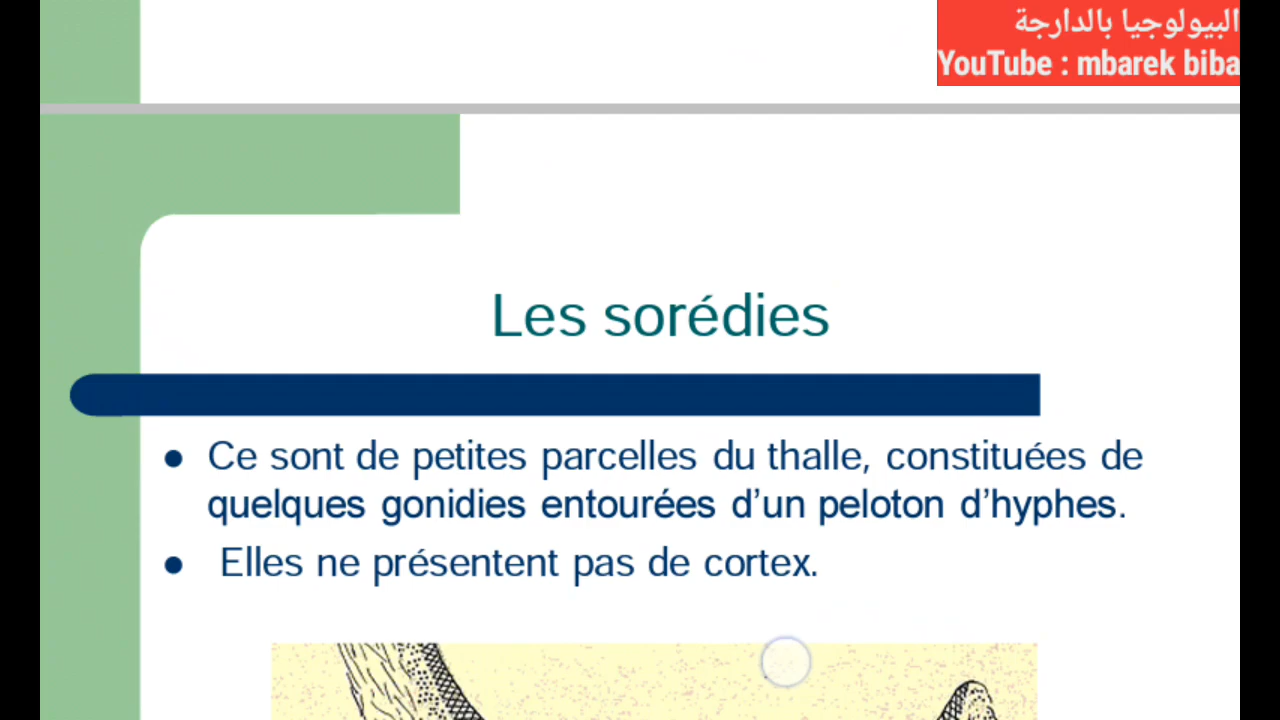 البيولوجيا بالدارجة
YouTube : mbarek biba
Les sorédies
● Ce sont de petites parcelles du thalle, constituées de
quelques gonidies entourées d’un peloton d’hyphes.
● Elles ne présentent pas de cortex.